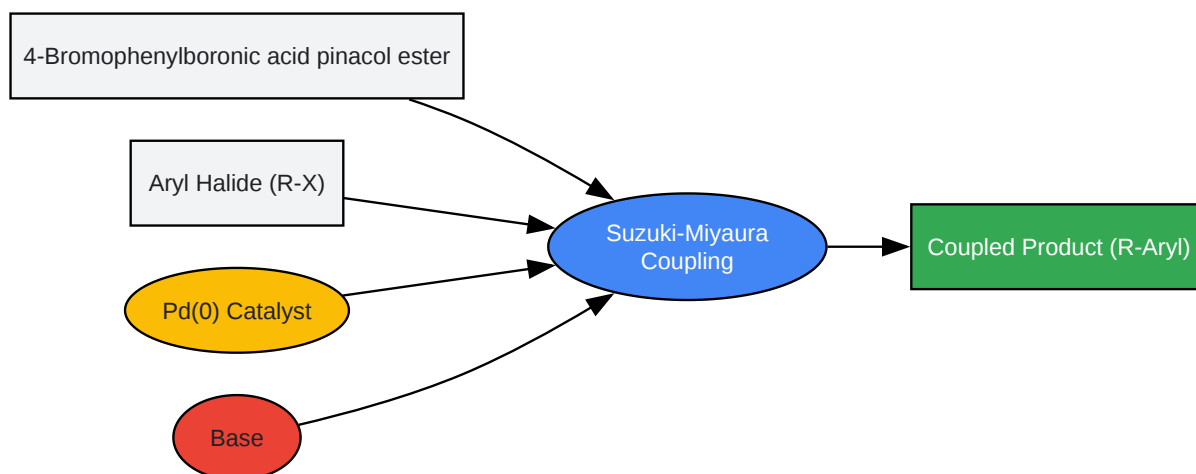 4-Bromophenylboronic acid pinacol ester
Aryl Halide (R-X)
Pd(0) Catalyst
Base
Suzuki-Miyaura
Coupling
Coupled Product (R-Aryl)